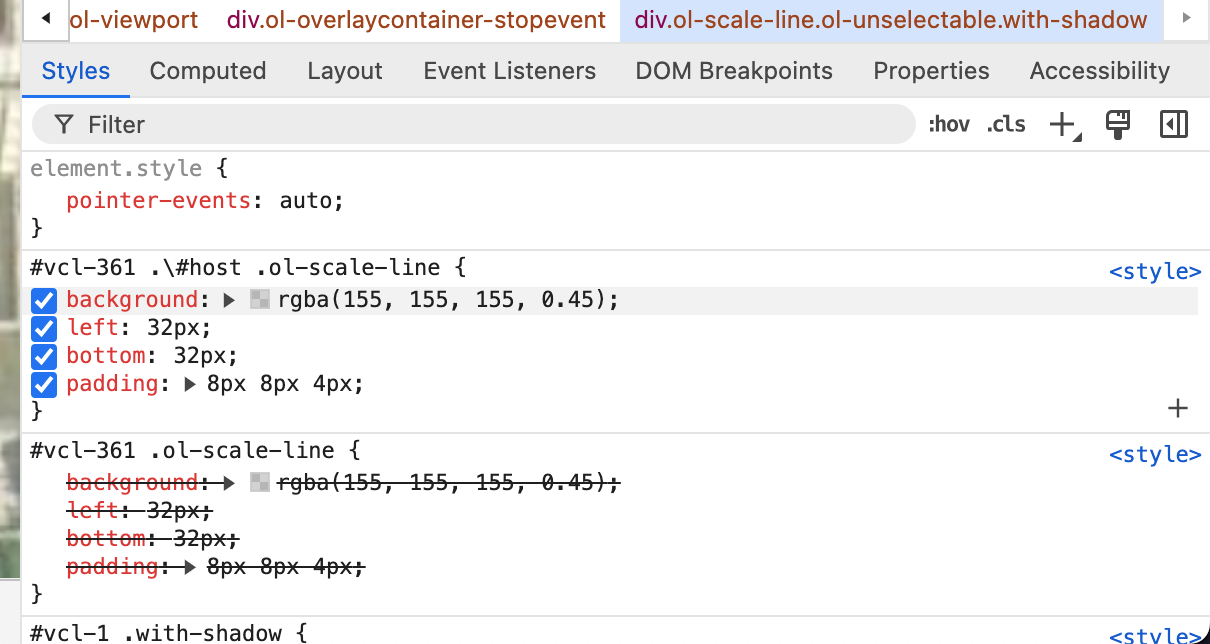 ol-viewport div.ol-overlaycontainer-stopevent div.ol-scale-line.ol-unselectable.with-shadow
Styles Computed Layout Event Listeners DOM Breakpoints Properties Accessibility
Filter :hov .cls
element.style {
pointer-events: auto;
}
#vcl-361 .\#host .ol-scale-line { <style>
background: rgba(155, 155, 155, 0.45);
left: 32px;
bottom: 32px;
padding: 8px 8px 4px;
}
#vcl-361 .ol-scale-line { <style>
background: rgba(155, 155, 155, 0.45);
left: 32px;
bottom: 32px;
padding: 8px 8px 4px;
}
#vcl-1 .with-shadow { <style>